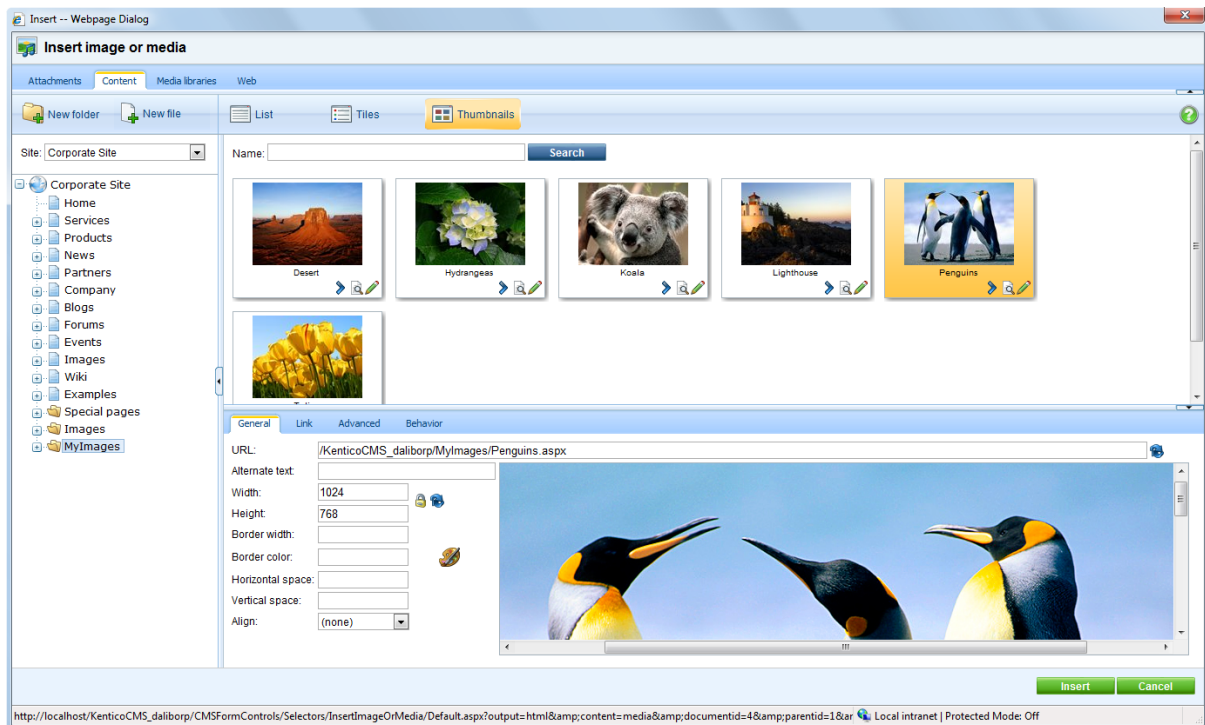 Insert -- Webpage Dialog
Insert image or media
Attachments Content Media libraries Web
New folder New file List Tiles Thumbnails
Site: Corporate Site
Name: Search
Corporate Site
Home
Services
Products
News
Partners
Company
Blogs
Forums
Events
Images
Wiki
Examples
Special pages
Images
MyImages
Desert Hydrangeas Koala Lighthouse Penguins
General Link Advanced Behavior
URL: /KenticoCMS_daliborp/MyImages/Penguins.aspx
Alternate text:
Width: 1024
Height: 768
Border width:
Border color:
Horizontal space:
Vertical space:
Align: (none)
Insert Cancel
http://localhost/KenticoCMS_daliborp/CMSFormControls/Selectors/InsertImageOrMedia/Default.aspx?output=html&amp;content=media&amp;documentid=4&amp;parentid=1&ar Local intranet | Protected Mode: Off